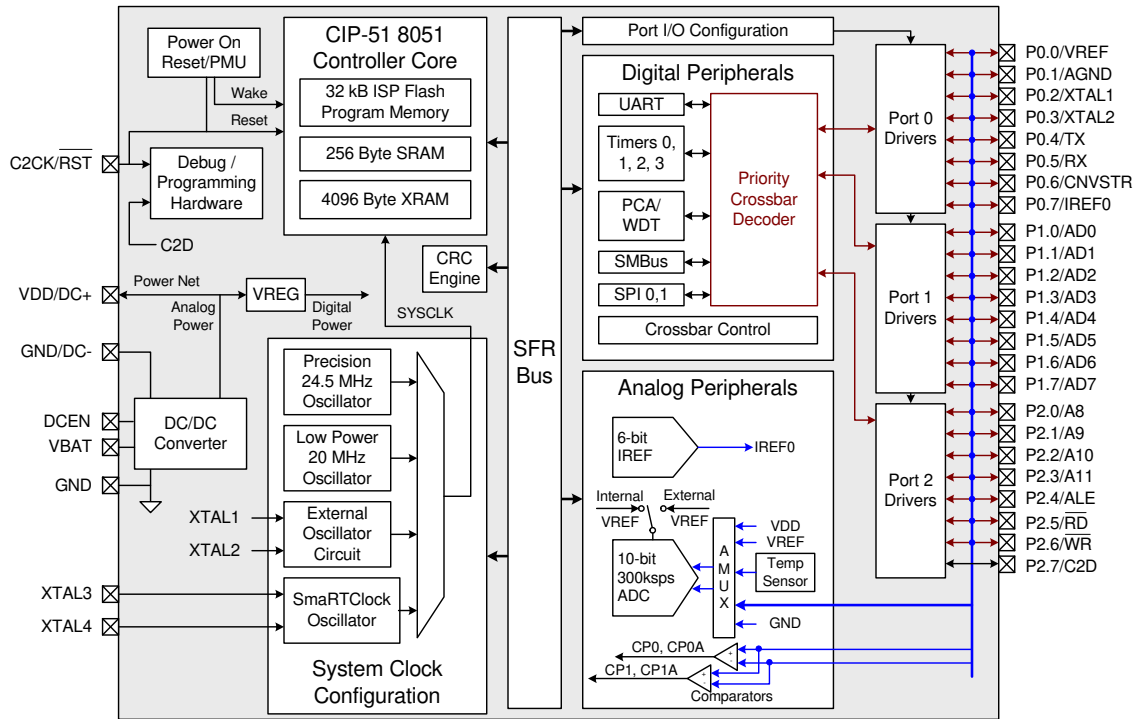 Power On
Reset/PMU
Wake
Reset
C2CK/RST
Debug /
Programming
Hardware
C2D
CIP-51 8051
Controller Core
32 kB ISP Flash
Program Memory
256 Byte SRAM
4096 Byte XRAM
CRC
Engine
VDD/DC+
Power Net
VREG
Analog
Power
Digital
Power
SYSCLK
GND/DC-
DCEN
VBAT
GND
DC/DC
Converter
XTAL1
XTAL2
XTAL3
XTAL4
Precision
24.5 MHz
Oscillator
Low Power
20 MHz
Oscillator
External
Oscillator
Circuit
SmaRTClock
Oscillator
System Clock
Configuration
SFR
Bus
Port I/O Configuration
Digital Peripherals
UART
Timers 0,
1, 2, 3
PCA/
WDT
SMBus
SPI 0,1
Priority
Crossbar
Decoder
Crossbar Control
Analog Peripherals
6-bit
IREF
IREF0
Internal
VREF
External
VREF
10-bit
300ksps
ADC
AMUX
VDD
VREF
Temp
Sensor
GND
CP0, CP0A
+
-
CP1, CP1A
+
-
Comparators
Port 0
Drivers
Port 1
Drivers
Port 2
Drivers
P0.0/VREF
P0.1/AGND
P0.2/XTAL1
P0.3/XTAL2
P0.4/TX
P0.5/RX
P0.6/CNVSTR
P0.7/IREF0
P1.0/AD0
P1.1/AD1
P1.2/AD2
P1.3/AD3
P1.4/AD4
P1.5/AD5
P1.6/AD6
P1.7/AD7
P2.0/A8
P2.1/A9
P2.2/A10
P2.3/A11
P2.4/ALE
P2.5/RD
P2.6/WR
P2.7/C2D